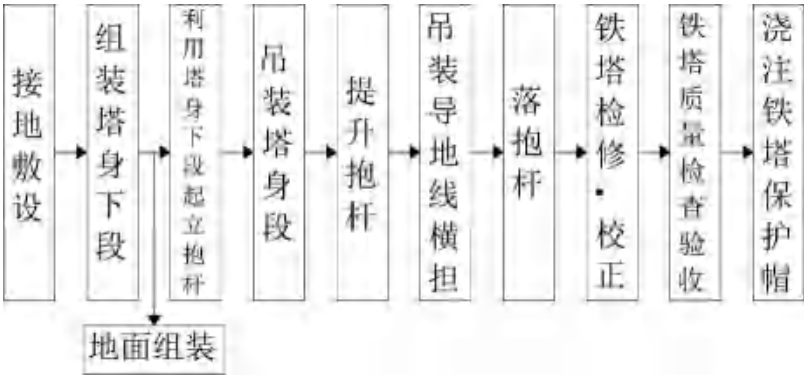 接地敷设
组装塔身下段
利用塔身下段起立抱杆
吊装塔身段
提升抱杆
吊装导地线横担
落抱杆
铁塔检修·校正
铁塔质量检查验收
浇注铁塔保护帽
地面组装